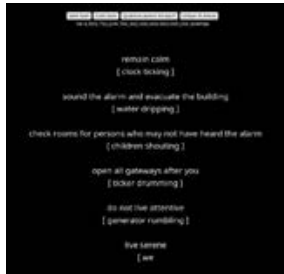 remain calm
[ clock ticking ]
sound the alarm and evacuate the building
[ water dripping ]
check rooms for persons who may not have heard the alarm
[ children shouting ]
open all gateways after you
[ ticker drumming ]
do not live attentive
[ generator rumbling ]
live serene
[ we